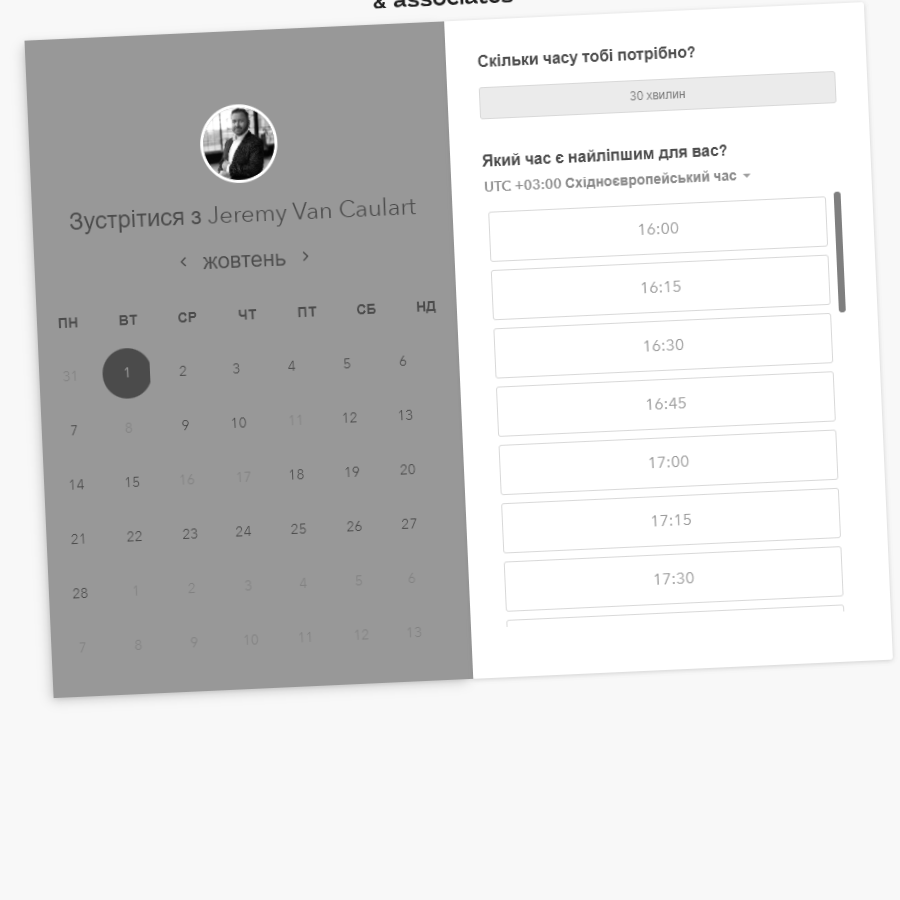 & associates
Зустрітися з Jeremy Van Caulart
жовтень
ПН ВТ СР ЧТ ПТ СБ НД
31 1 2 3 4 5 6
7 8 9 10 11 12 13
14 15 16 17 18 19 20
21 22 23 24 25 26 27
28 1 2 3 4 5 6
7 8 9 10 11 12 13
Скільки часу тобі потрібно?
30 хвилин
Який час є найліпшим для вас?
UTC +03:00 Східноєвропейський час
16:00
16:15
16:30
16:45
17:00
17:15
17:30